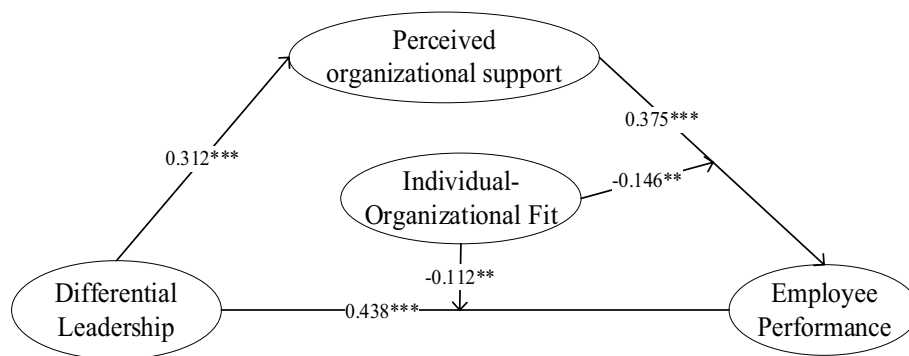 Perceived
organizational support
0.375***
0.312***
Individual-
Organizational Fit
-0.146**
-0.112**
Differential
Leadership
0.438***
Employee
Performance